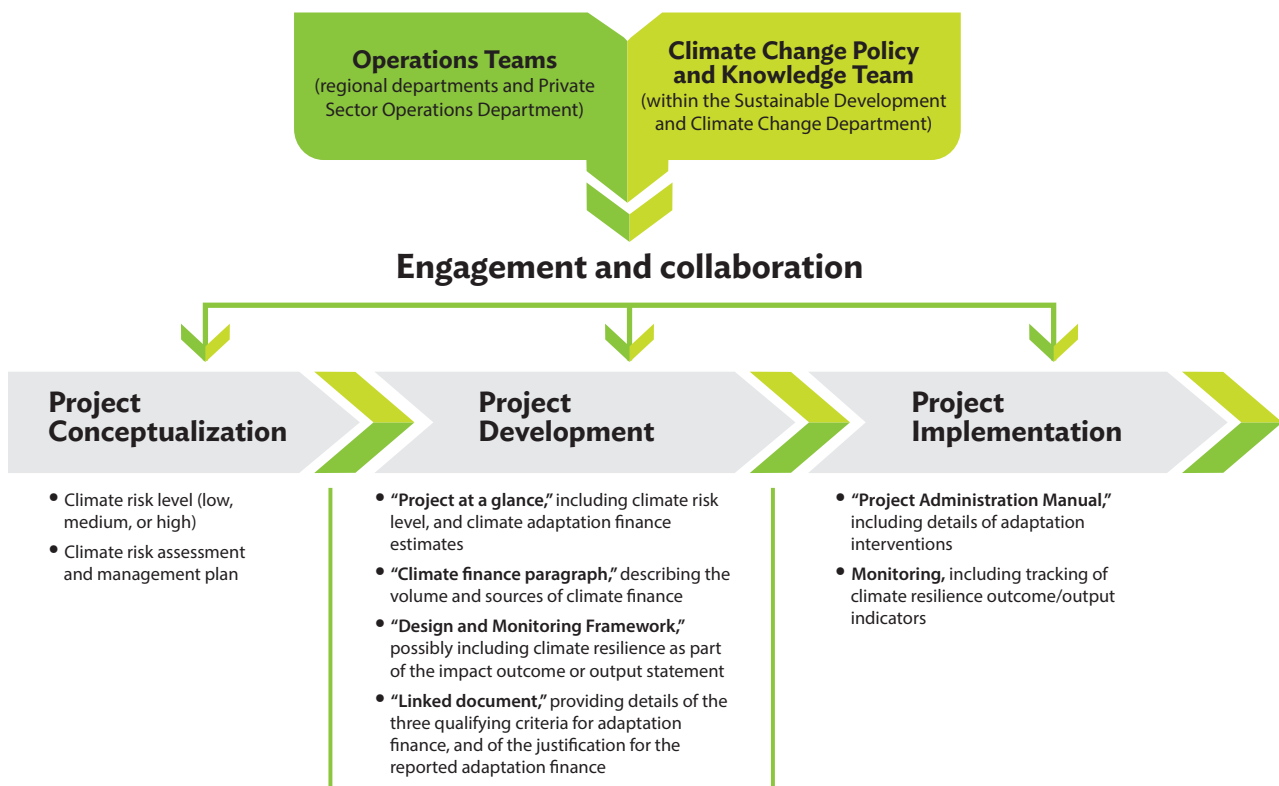 Operations Teams
(regional departments and Private
Sector Operations Department)
Climate Change Policy
and Knowledge Team
(within the Sustainable Development
and Climate Change Department)
Engagement and collaboration
Project
Conceptualization
• Climate risk level (low,
medium, or high)
• Climate risk assessment
and management plan
Project
Development
• “Project at a glance,” including climate risk
level, and climate adaptation finance
estimates
• “Climate finance paragraph,” describing the
volume and sources of climate finance
• “Design and Monitoring Framework,”
possibly including climate resilience as part
of the impact outcome or output statement
• “Linked document,” providing details of the
three qualifying criteria for adaptation
finance, and of the justification for the
reported adaptation finance
Project
Implementation
• “Project Administration Manual,”
including details of adaptation
interventions
• Monitoring, including tracking of
climate resilience outcome/output
indicators